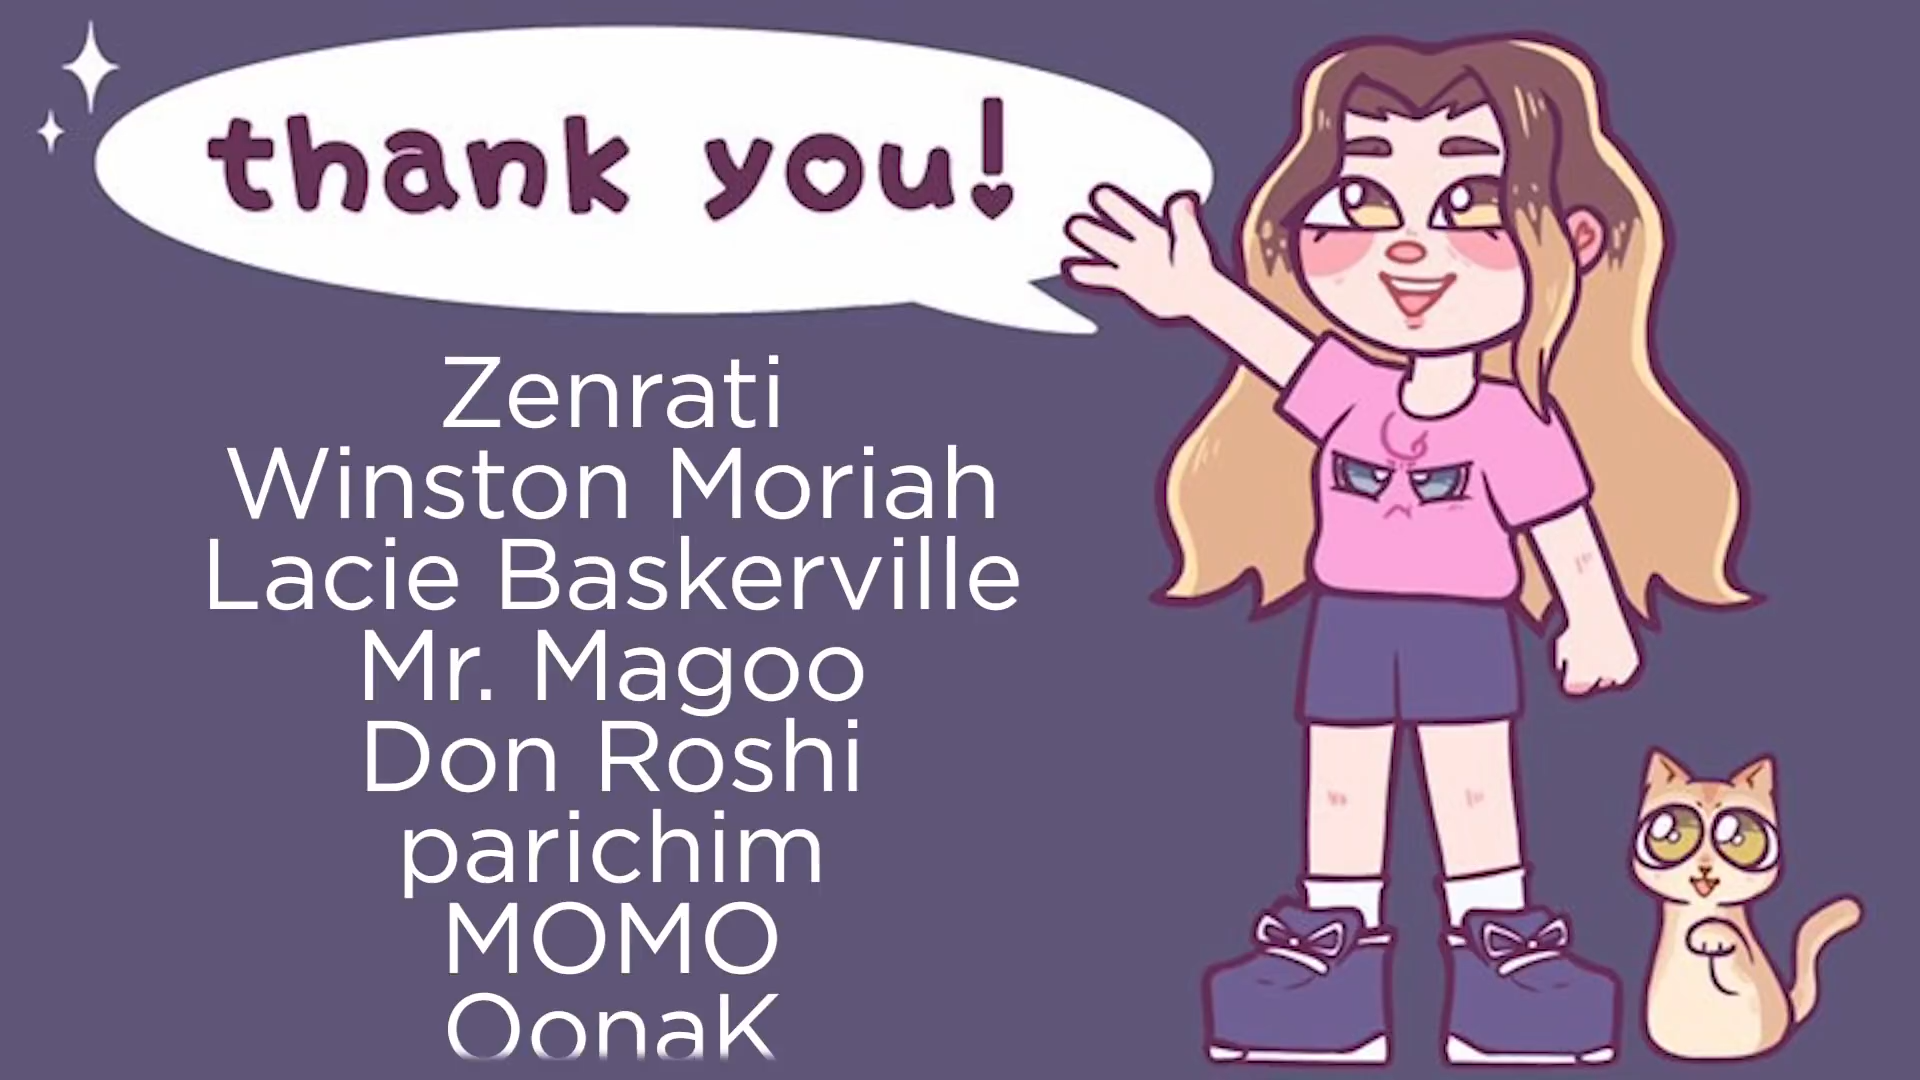 thank you!
Zenrati
Winston Moriah
Lacie Baskerville
Mr. Magoo
Don Roshi
parichim
MOMO
OonaK